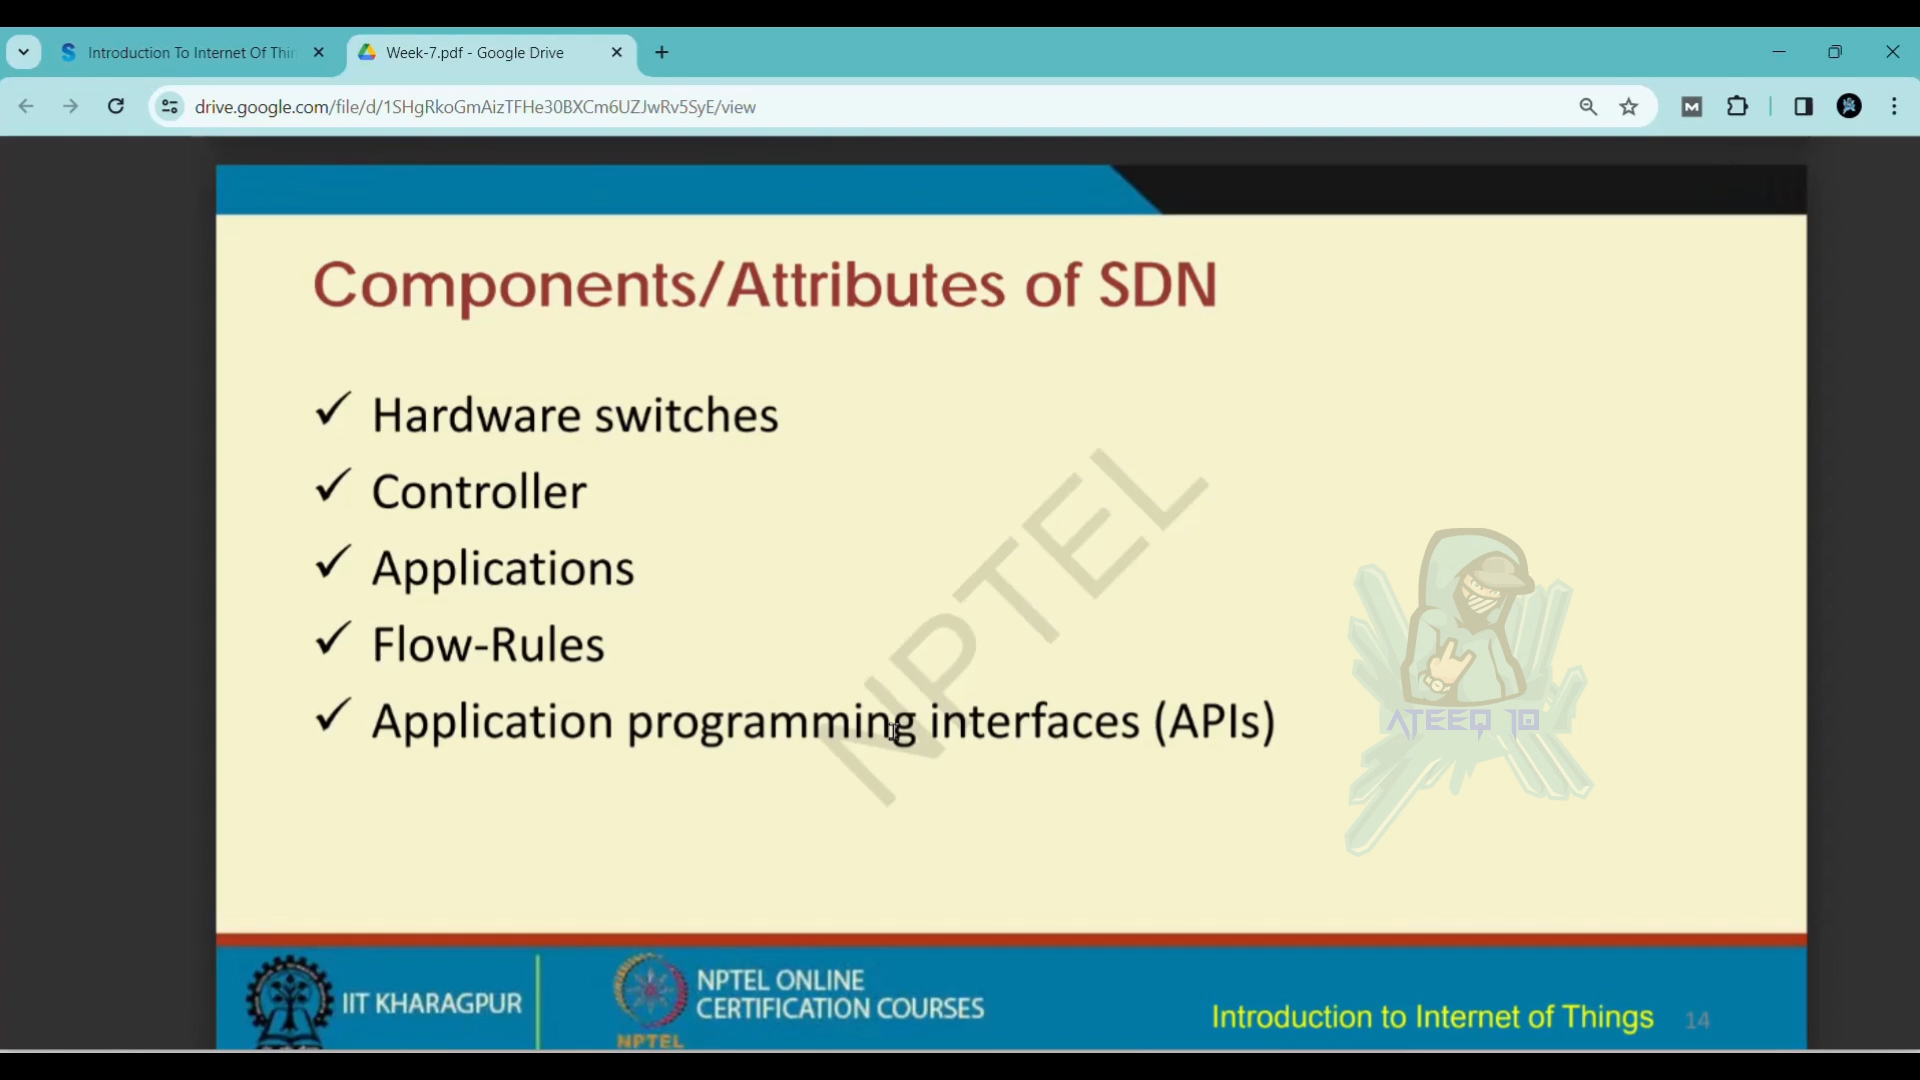 Introduction To Internet Of Thin
Week-7.pdf - Google Drive
drive.google.com/file/d/1SHgRkoGmAizTFHe30BXCm6UZJwRv5SyE/view
Components/Attributes of SDN
✓ Hardware switches
✓ Controller
✓ Applications
✓ Flow-Rules
✓ Application programming interfaces (APIs)
NPTEL
ATEEQ 10
IIT KHARAGPUR
NPTEL ONLINE
CERTIFICATION COURSES
NPTEL
Introduction to Internet of Things 14